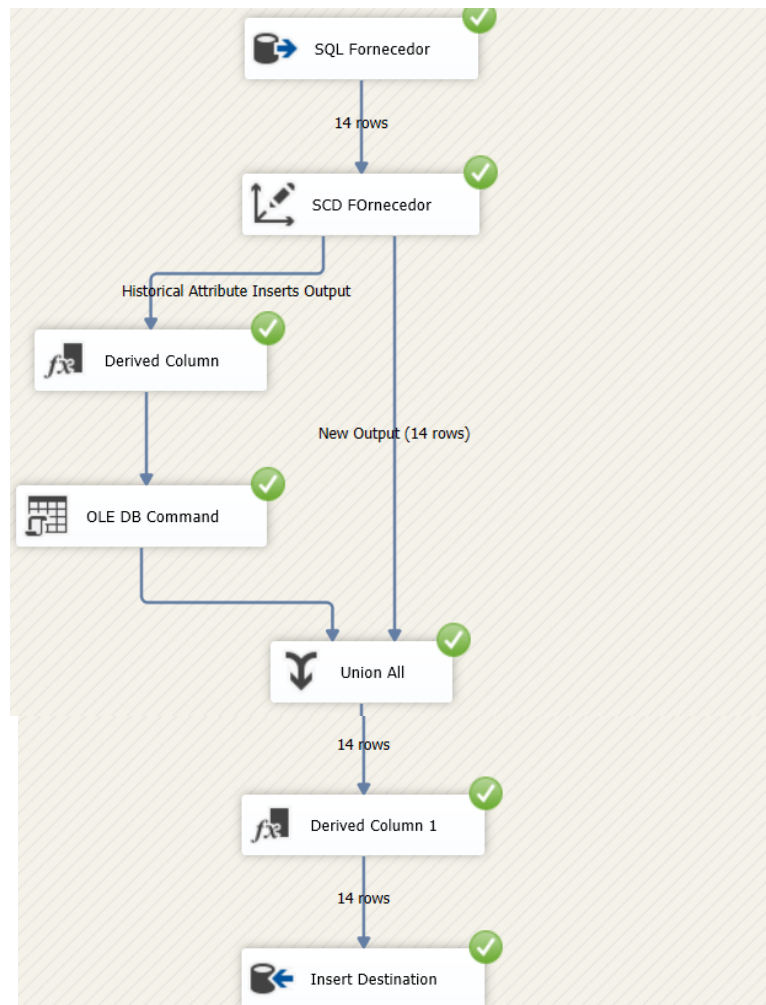 SQL Fornecedor
14 rows
SCD FOrnecedor
Historical Attribute Inserts Output
Derived Column
New Output (14 rows)
OLE DB Command
Union All
14 rows
Derived Column 1
14 rows
Insert Destination